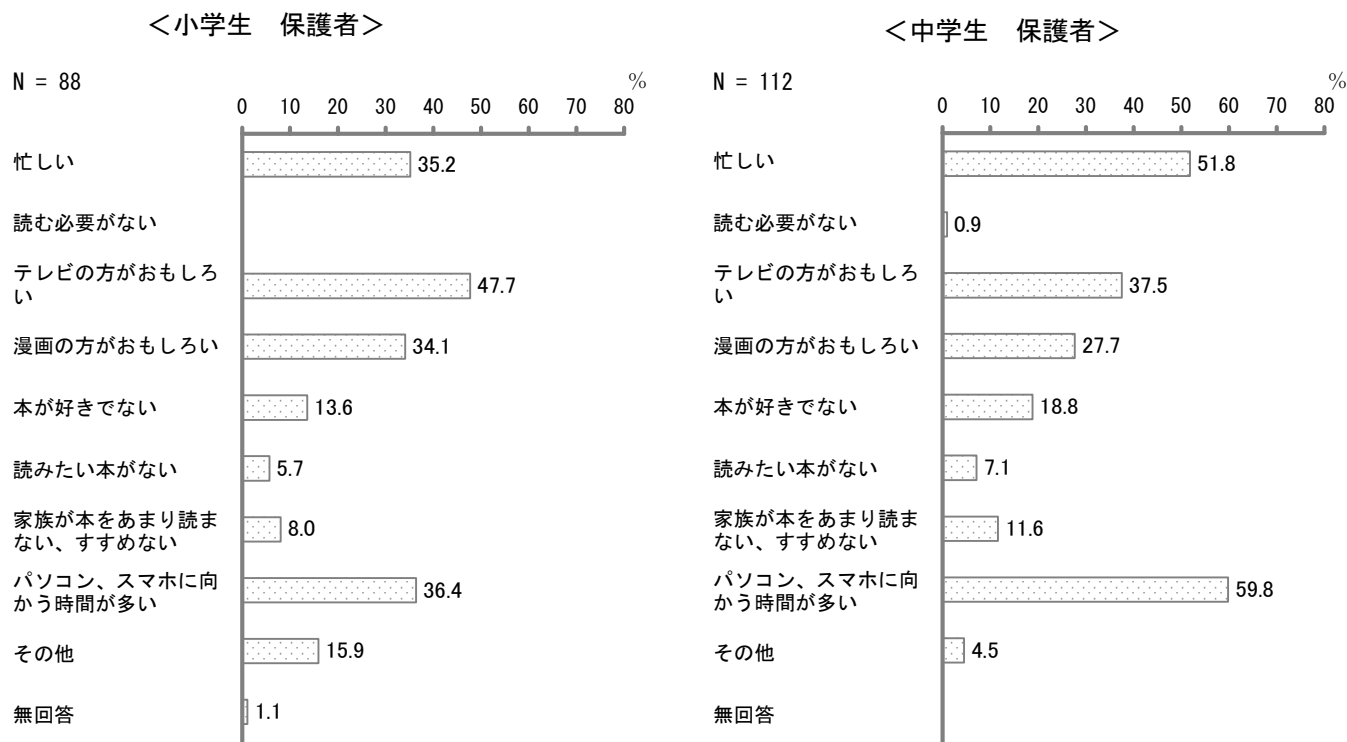 ＜小学生　保護者＞
N = 88
%
0 10 20 30 40 50 60 70 80
忙しい
35.2
読む必要がない
テレビの方がおもしろ
い
47.7
漫画の方がおもしろい
34.1
本が好きでない
13.6
読みたい本がない
5.7
家族が本をあまり読ま
ない、すすめない
8.0
パソコン、スマホに向
かう時間が多い
36.4
その他
15.9
無回答
1.1
＜中学生　保護者＞
N = 112
%
0 10 20 30 40 50 60 70 80
忙しい
51.8
読む必要がない
0.9
テレビの方がおもしろ
い
37.5
漫画の方がおもしろい
27.7
本が好きでない
18.8
読みたい本がない
7.1
家族が本をあまり読ま
ない、すすめない
11.6
パソコン、スマホに向
かう時間が多い
59.8
その他
4.5
無回答